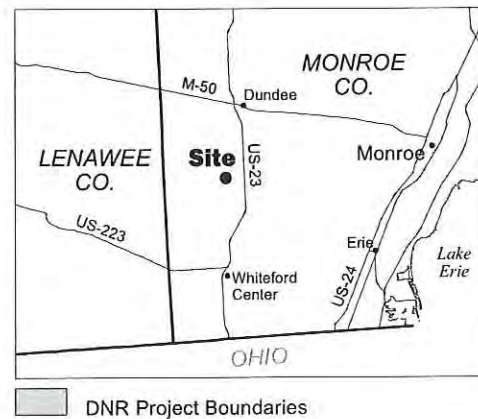 MONROE
CO.
M-50
Dundee
LENAWEE
CO.
Site
US-23
Monroe
US-223
Erie
US-24
Lake
Erie
Whiteford
Center
OHIO
DNR Project Boundaries